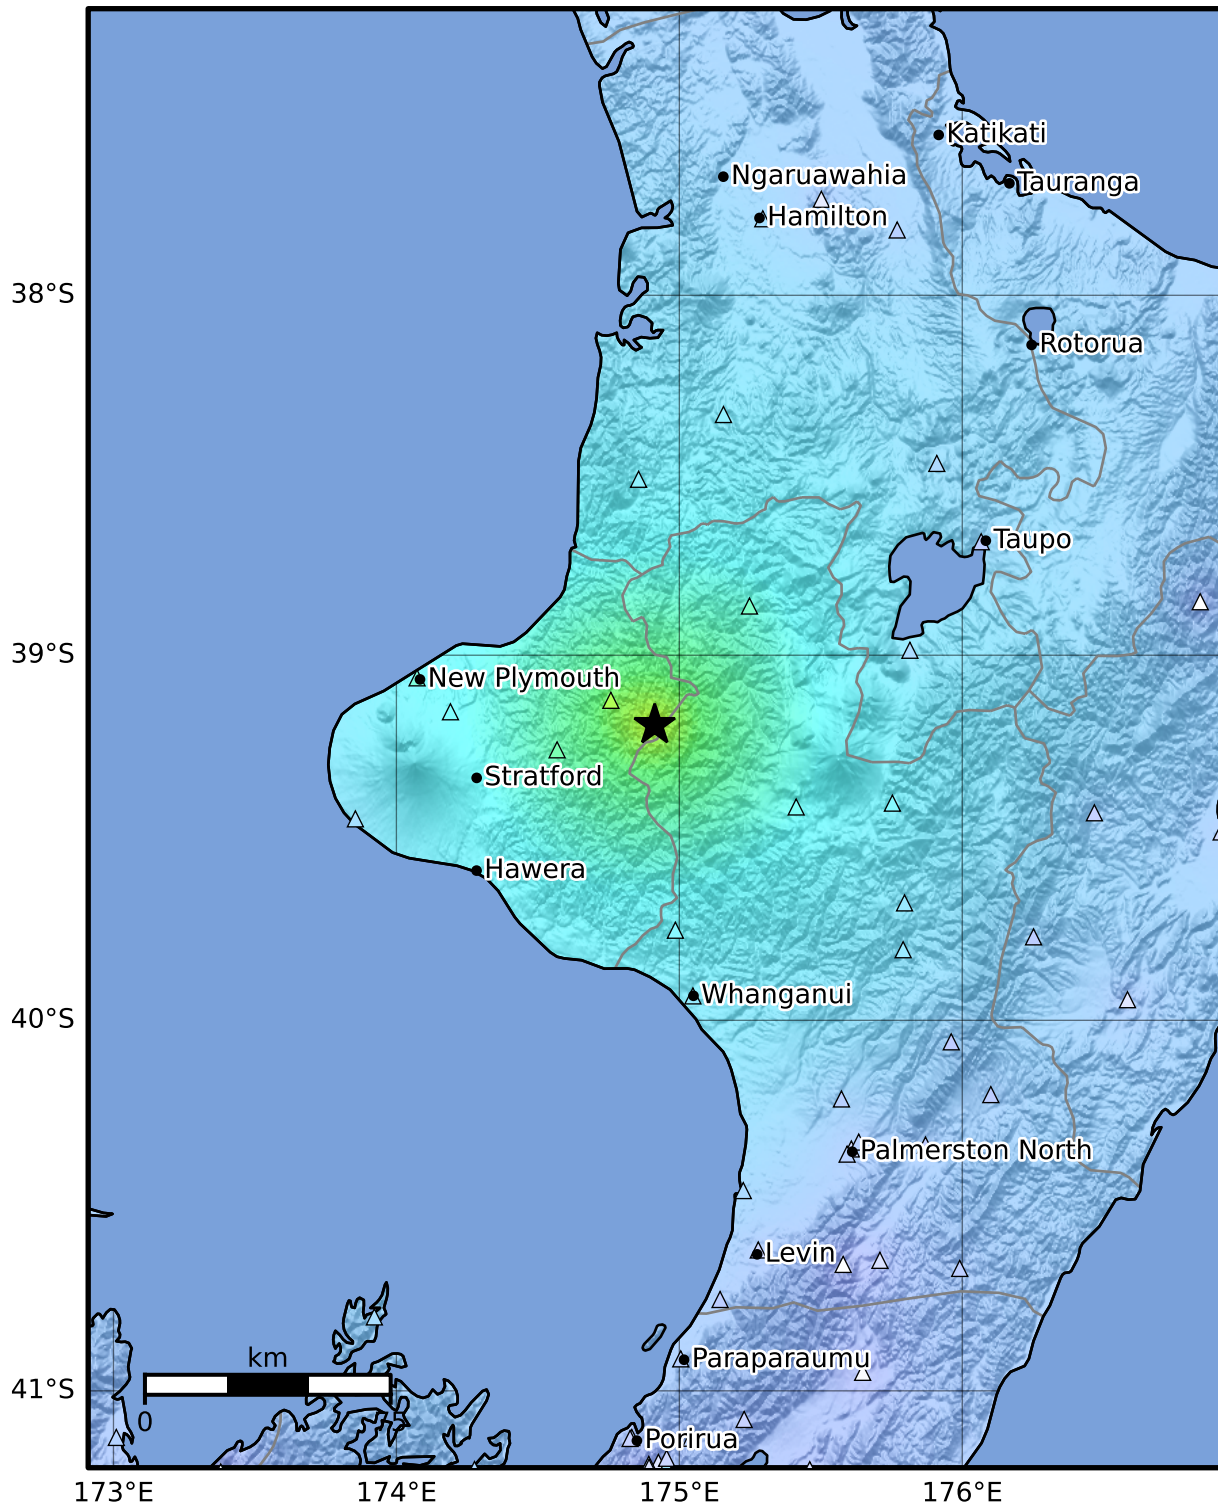 Katikati
Ngaruawahia
Tauranga
Hamilton
38°S
Rotorua
Taupo
39°S
New Plymouth
Stratford
Hawera
Whanganui
40°S
Palmerston North
Levin
km
Paraparaumu
41°S
0
Porirua
173°E 174°E 175°E 176°E